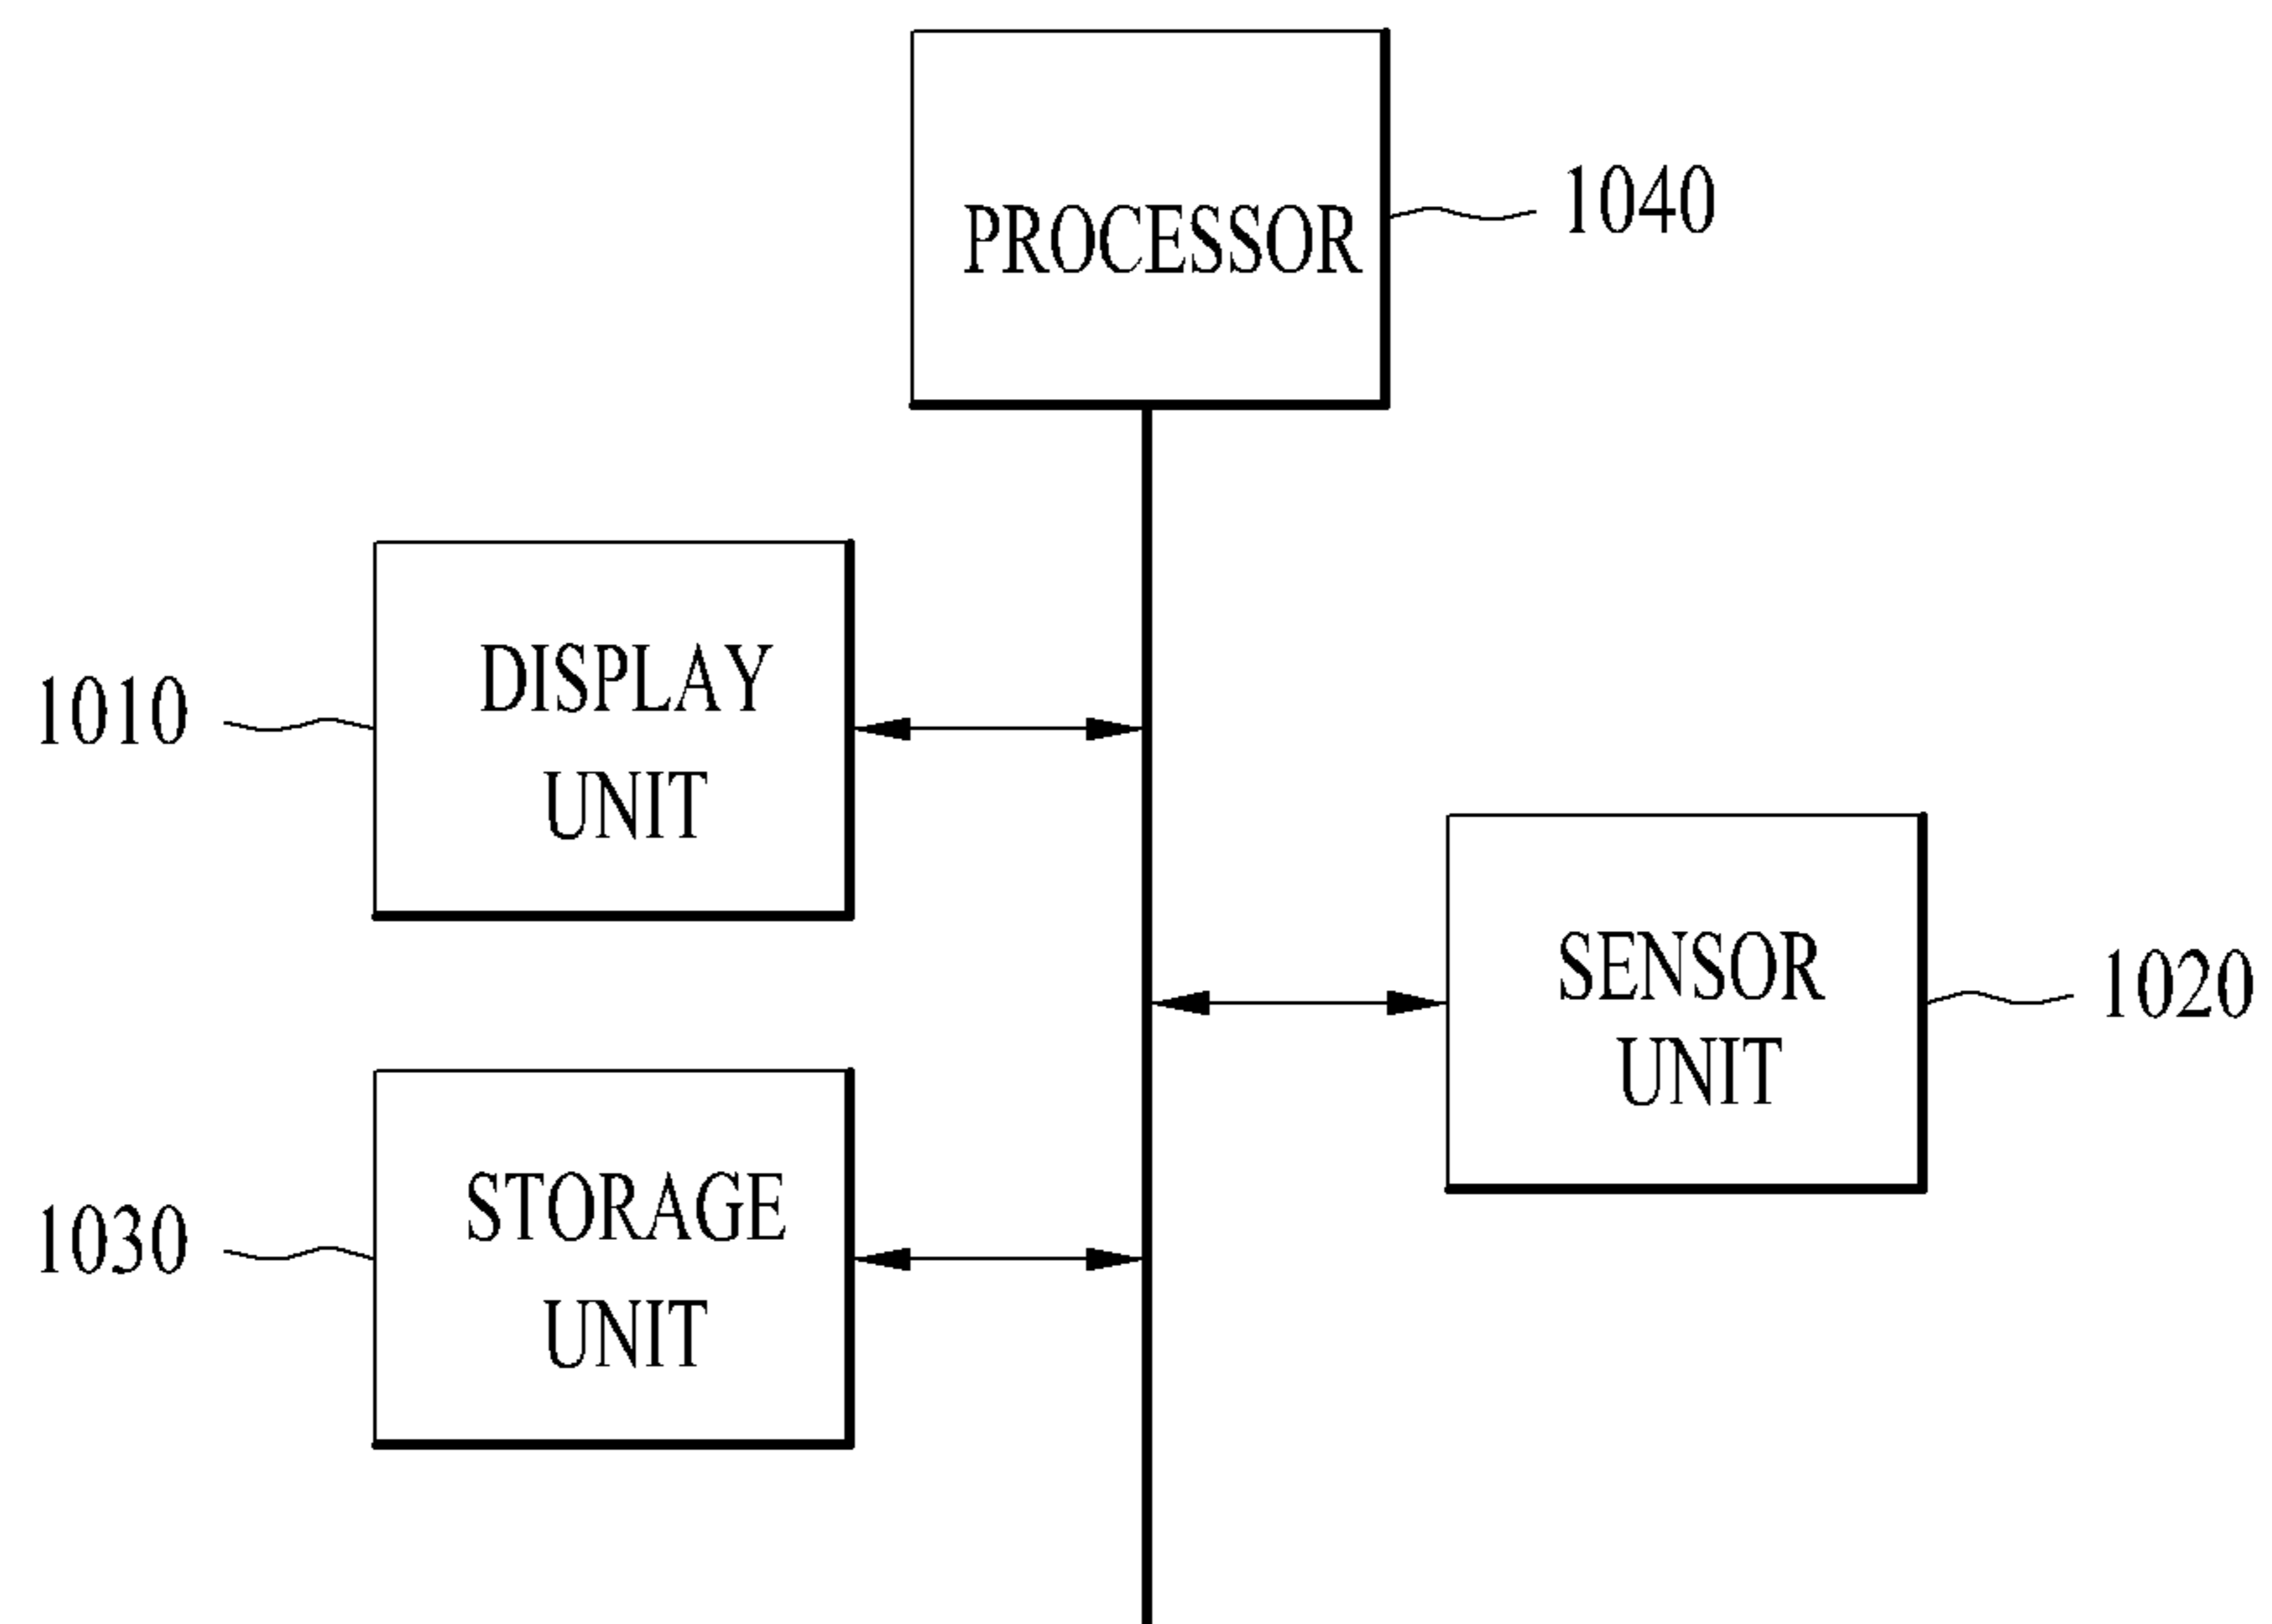 PROCESSOR
1040
DISPLAY
UNIT
1010
SENSOR
UNIT
1020
STORAGE
UNIT
1030